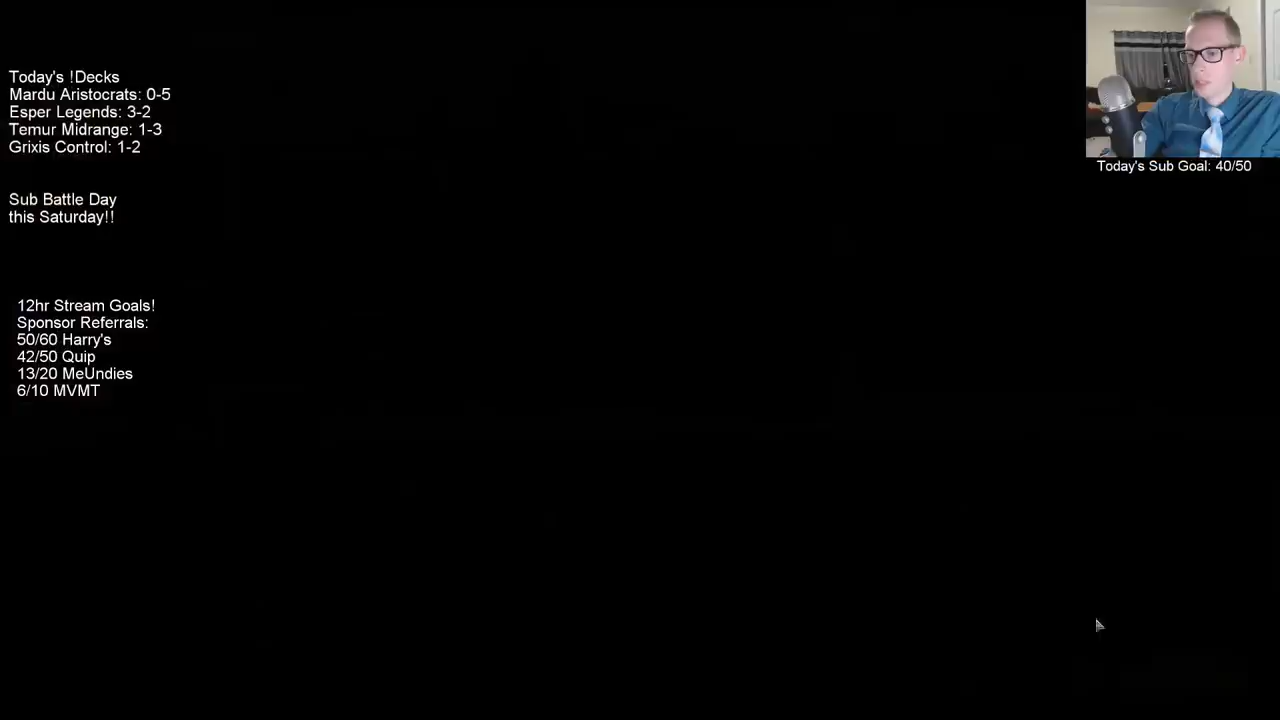 Today's !Decks
Mardu Aristocrats: 0-5
Esper Legends: 3-2
Temur Midrange: 1-3
Grixis Control: 1-2
Sub Battle Day
this Saturday!!
12hr Stream Goals!
Sponsor Referrals:
50/60 Harry's
42/50 Quip
13/20 MeUndies
6/10 MVMT
Today's Sub Goal: 40/50